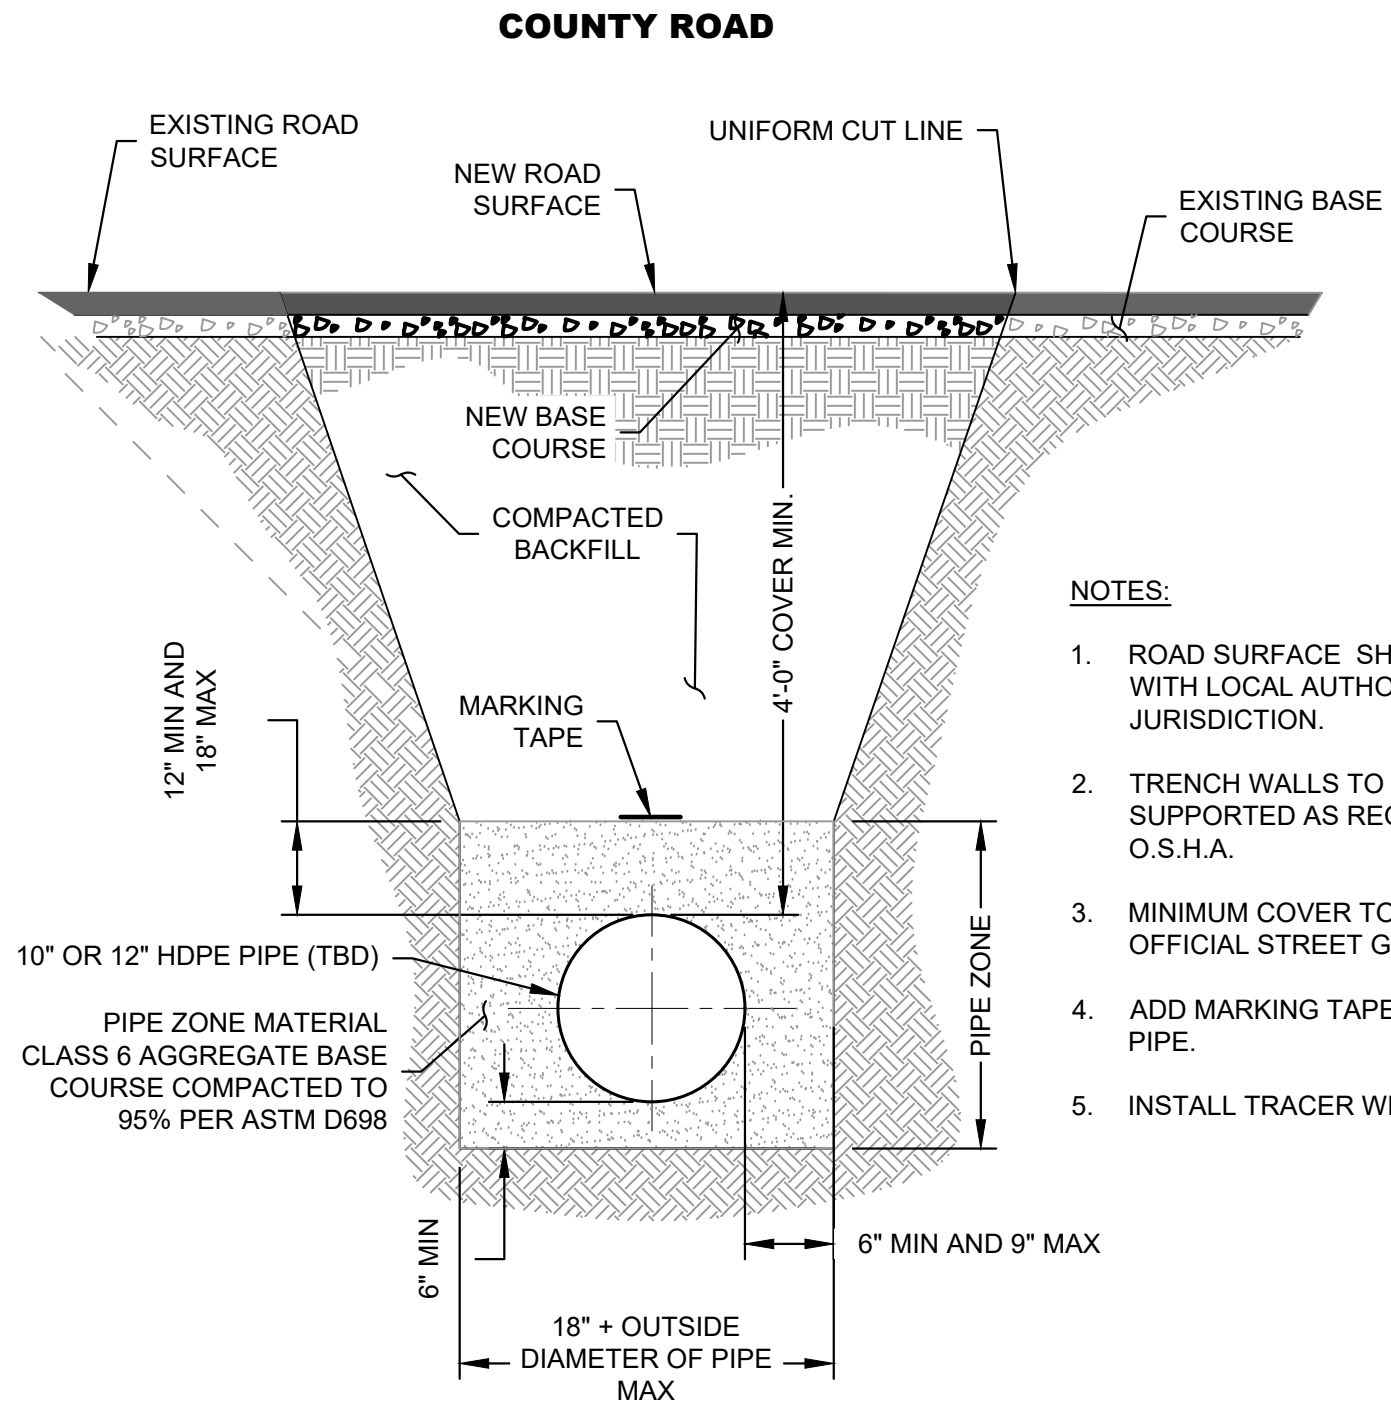 COUNTY ROAD
EXISTING ROAD
SURFACE
UNIFORM CUT LINE
NEW ROAD
SURFACE
EXISTING BASE
COURSE
NEW BASE
COURSE
COMPACTED
BACKFILL
4'-0" COVER MIN.
12" MIN AND
18" MAX
MARKING
TAPE
10" OR 12" HDPE PIPE (TBD)
PIPE ZONE MATERIAL
CLASS 6 AGGREGATE BASE
COURSE COMPACTED TO
95% PER ASTM D698
PIPE ZONE
6" MIN
6" MIN AND 9" MAX
18" + OUTSIDE
DIAMETER OF PIPE
MAX
NOTES:
1. ROAD SURFACE SH
WITH LOCAL AUTHO
JURISDICTION.
2. TRENCH WALLS TO
SUPPORTED AS REC
O.S.H.A.
3. MINIMUM COVER TO
OFFICIAL STREET G
4. ADD MARKING TAPE
PIPE.
5. INSTALL TRACER WI